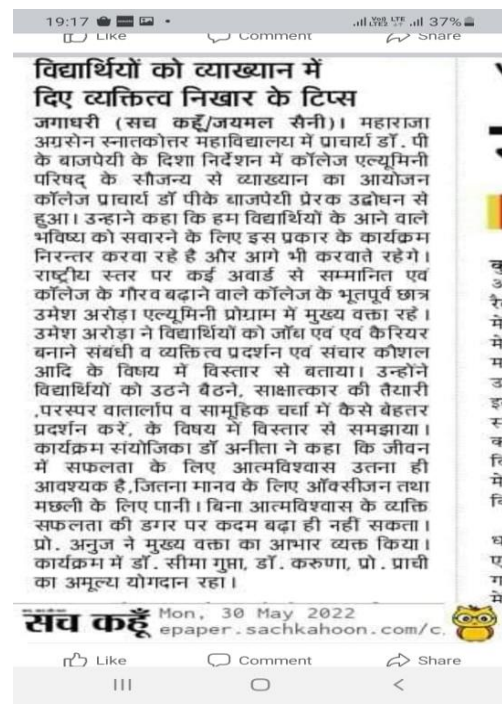 19:17
37%
Like Comment Share
विद्यार्थियों को व्याख्यान में
दिए व्यक्तित्व निखार के टिप्स
जगाधरी (सच कहूँ/जयमल सैनी)। महाराजा
अग्रसेन स्नातकोत्तर महाविद्यालय में प्राचार्य डॉ. पी
के बाजपेयी के दिशा निर्देशन में कॉलेज एल्यूमिनी
परिषद् के सौजन्य से व्याख्यान का आयोजन
कॉलेज प्राचार्य डॉ पीके बाजपेयी प्रेरक उद्बोधन से
हुआ। उन्होने कहा कि हम विद्यार्थियों के आने वाले
भविष्य को सवारने के लिए इस प्रकार के कार्यक्रम
निरन्तर करवा रहे है और आगे भी करवाते रहेगे।
राष्ट्रीय स्तर पर कई अवार्ड से सम्मानित एवं
कॉलेज के गौरव बढ़ाने वाले कॉलेज के भूतपूर्व छात्र
उमेश अरोड़ा एल्यूमिनी प्रोग्राम में मुख्य वक्ता रहे।
उमेश अरोड़ा ने विद्यार्थियों को जॉब एवं एवं कैरियर
बनाने संबंधी व व्यक्तित्व प्रदर्शन एवं संचार कौशल
आदि के विषय में विस्तार से बताया। उन्होंने
विद्यार्थियों को उठने बैठने, साक्षात्कार की तैयारी
,परस्पर वातार्लाप व सामूहिक चर्चा में कैसे बेहतर
प्रदर्शन करें, के विषय में विस्तार से समझाया।
कार्यक्रम संयोजिका डॉ अनीता ने कहा कि जीवन
में सफलता के लिए आत्मविश्वास उतना ही
आवश्यक है,जितना मानव के लिए ऑक्सीजन तथा
मछली के लिए पानी। बिना आत्मविश्वास के व्यक्ति
सफलता की डगर पर कदम बढ़ा ही नहीं सकता।
प्रो. अनुज ने मुख्य वक्ता का आभार व्यक्त किया।
कार्यक्रम में डॉ. सीमा गुप्ता, डॉ. करुणा, प्रो. प्राची
का अमूल्य योगदान रहा।
सच कहूँ Mon, 30 May 2022
epaper.sachkahoon.com/c
Like Comment Share